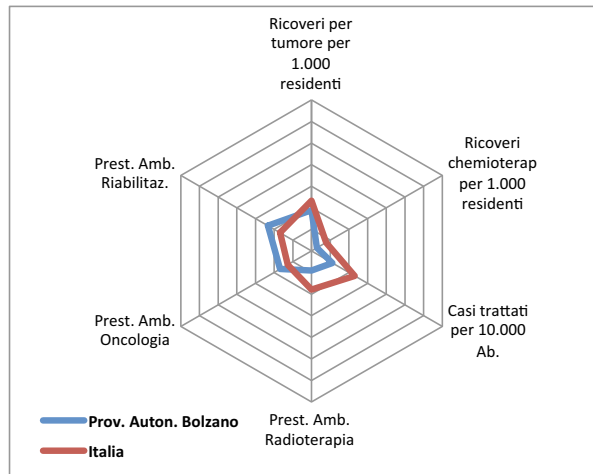 Ricoveri per
tumore per
1.000
residenti
Ricoveri
chemioterap
per 1.000
residenti
Casi trattati
per 10.000
Ab.
Prest. Amb.
Radioterapia
Prest. Amb.
Oncologia
Prest. Amb.
Riabilitaz.
Prov. Auton. Bolzano
Italia